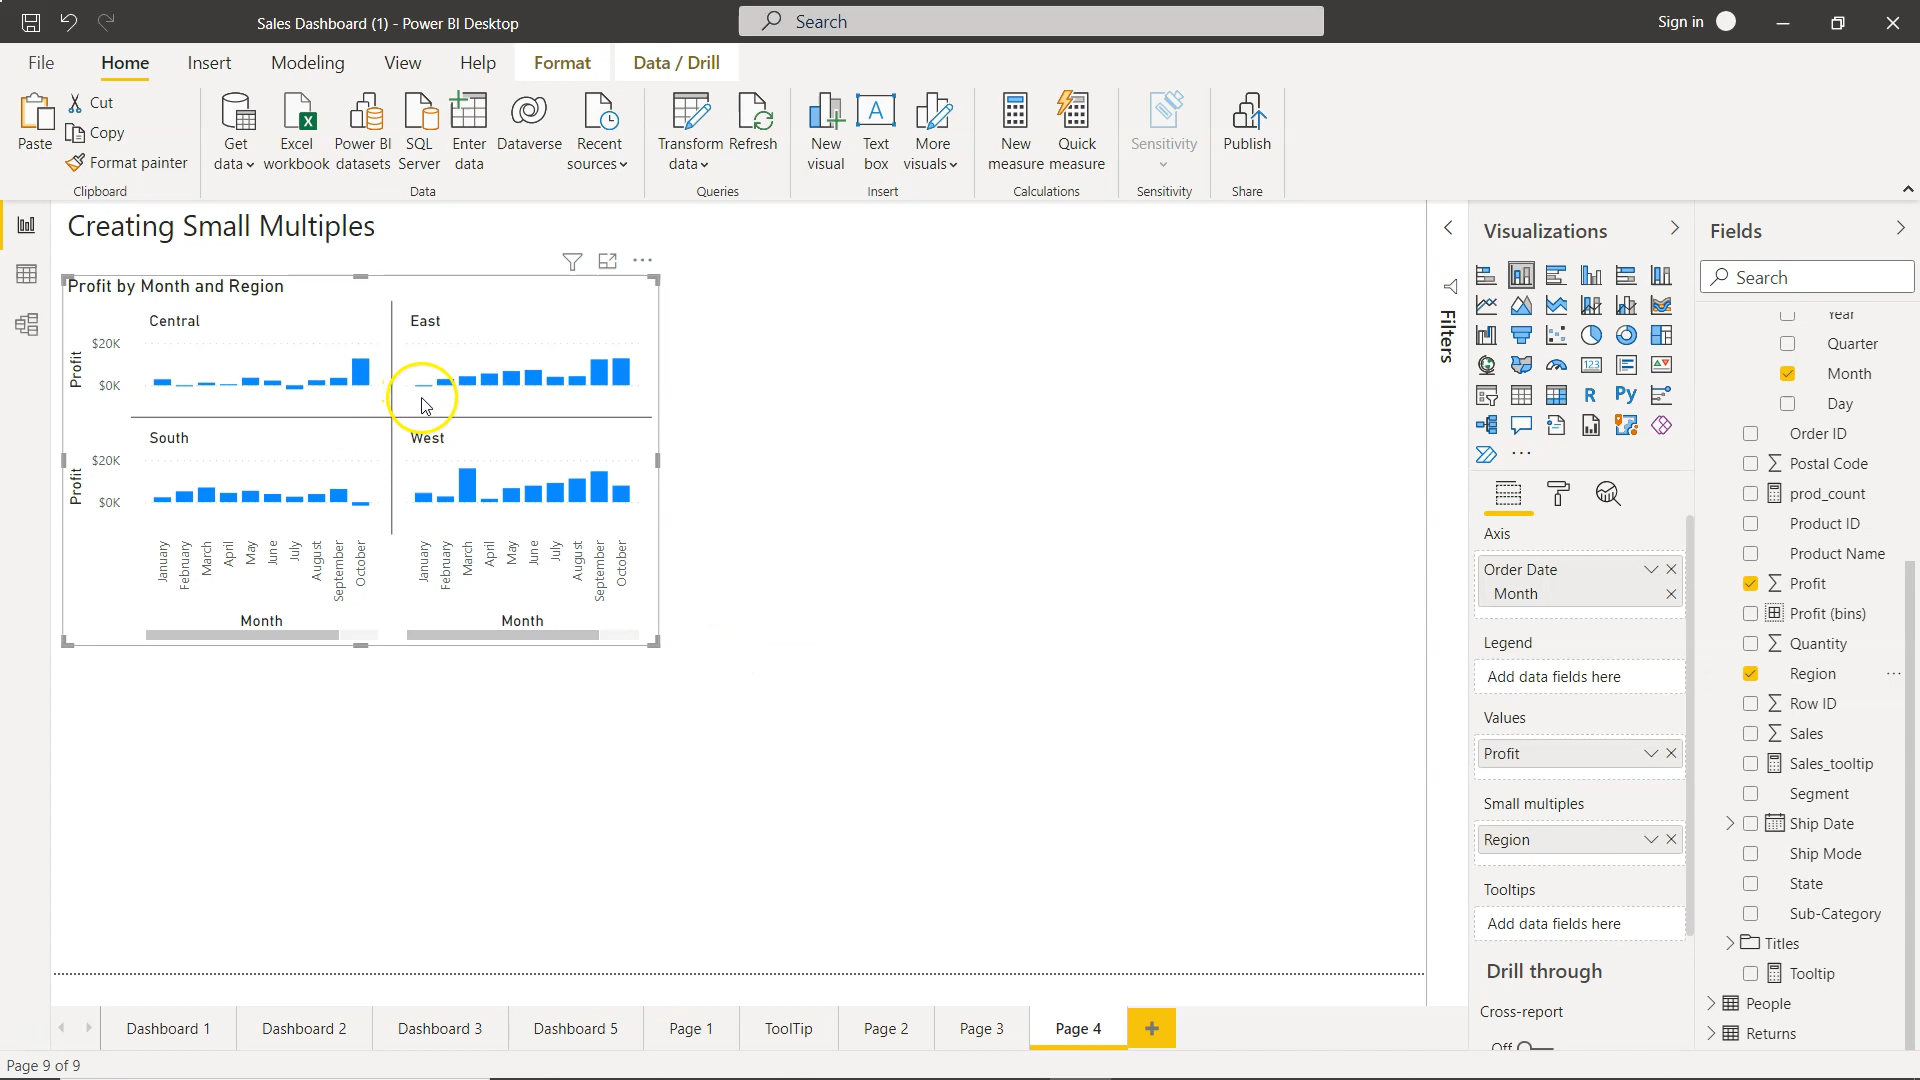 Sales Dashboard (1) - Power BI Desktop
Search
Sign in
File Home Insert Modeling View Help Format Data / Drill
Paste
Cut
Copy
Format painter
Clipboard
Get data
Excel workbook
Power BI datasets
SQL Server
Enter data
Dataverse
Recent sources
Data
Transform data
Refresh
Queries
New visual
A
Text box
More visuals
Insert
New measure
Quick measure
Calculations
Sensitivity
Sensitivity
Publish
Share
Creating Small Multiples
Profit by Month and Region
Central
East
Profit
$20K
$0K
South
West
Profit
$20K
$0K
January
February
March
April
May
June
July
August
September
October
January
February
March
April
May
June
July
August
September
October
Month
Month
Filters
Visualizations
123
R
Py
Axis
Order Date
Month
Legend
Add data fields here
Values
Profit
Small multiples
Region
Tooltips
Add data fields here
Drill through
Cross-report
Off
Fields
Search
Year
Quarter
Month
Day
Order ID
Postal Code
prod_count
Product ID
Product Name
Profit
Profit (bins)
Quantity
Region
Row ID
Sales
Sales_tooltip
Segment
Ship Date
Ship Mode
State
Sub-Category
Titles
Tooltip
People
Returns
Dashboard 1
Dashboard 2
Dashboard 3
Dashboard 5
Page 1
ToolTip
Page 2
Page 3
Page 4
Page 9 of 9